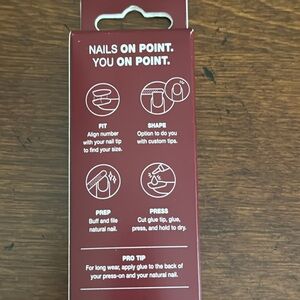 NAILS ON POINT.
YOU ON POINT.
FIT
Align number
with your nail tip
to find your size.
SHAPE
Option to do you
with custom tips.
PREP
Buff and file
natural nail.
PRESS
Cut glue tip, glue,
press, and hold to dry.
PRO TIP
For long wear, apply glue to the back of
your press-on and your natural nail.